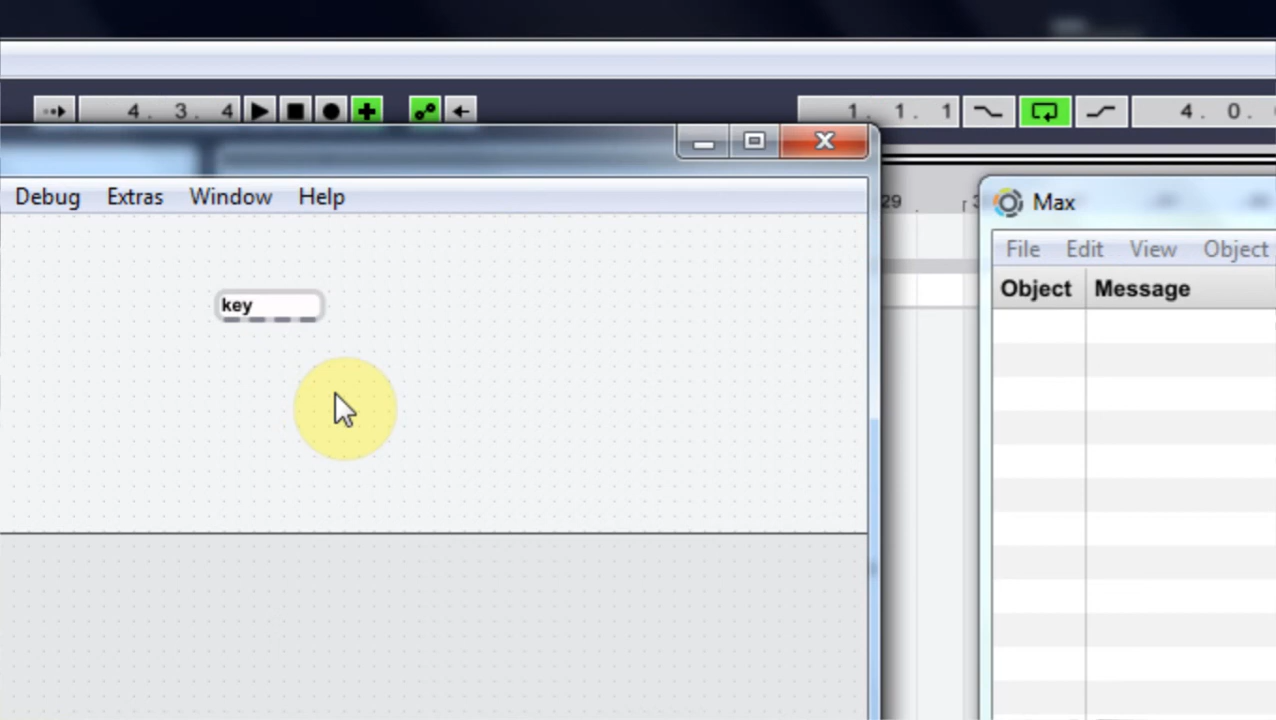 4. 3. 4
1. 1. 1
4. 0.
Debug Extras Window Help
29
Max
key
File Edit View Object
Object Message